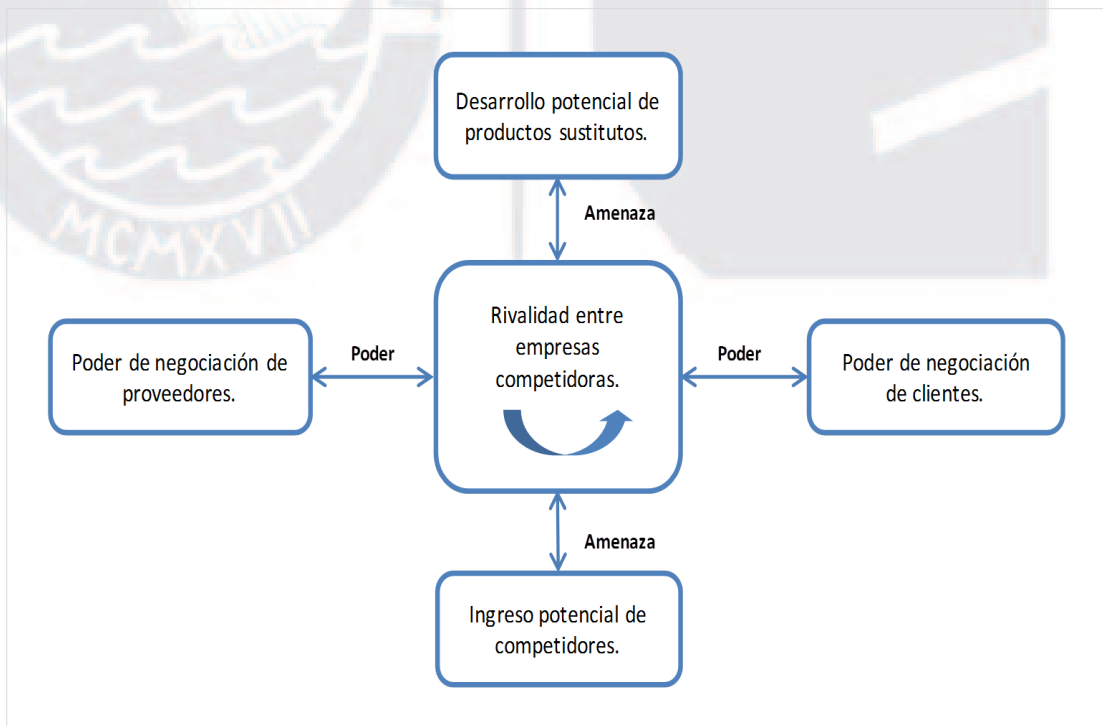 MCMXVII
Desarrollo potencial de
productos sustitutos.
Amenaza
Rivalidad entre
empresas
competidoras.
Poder de negociación de
proveedores.
Poder
Poder
Poder de negociación
de clientes.
Amenaza
Ingreso potencial de
competidores.